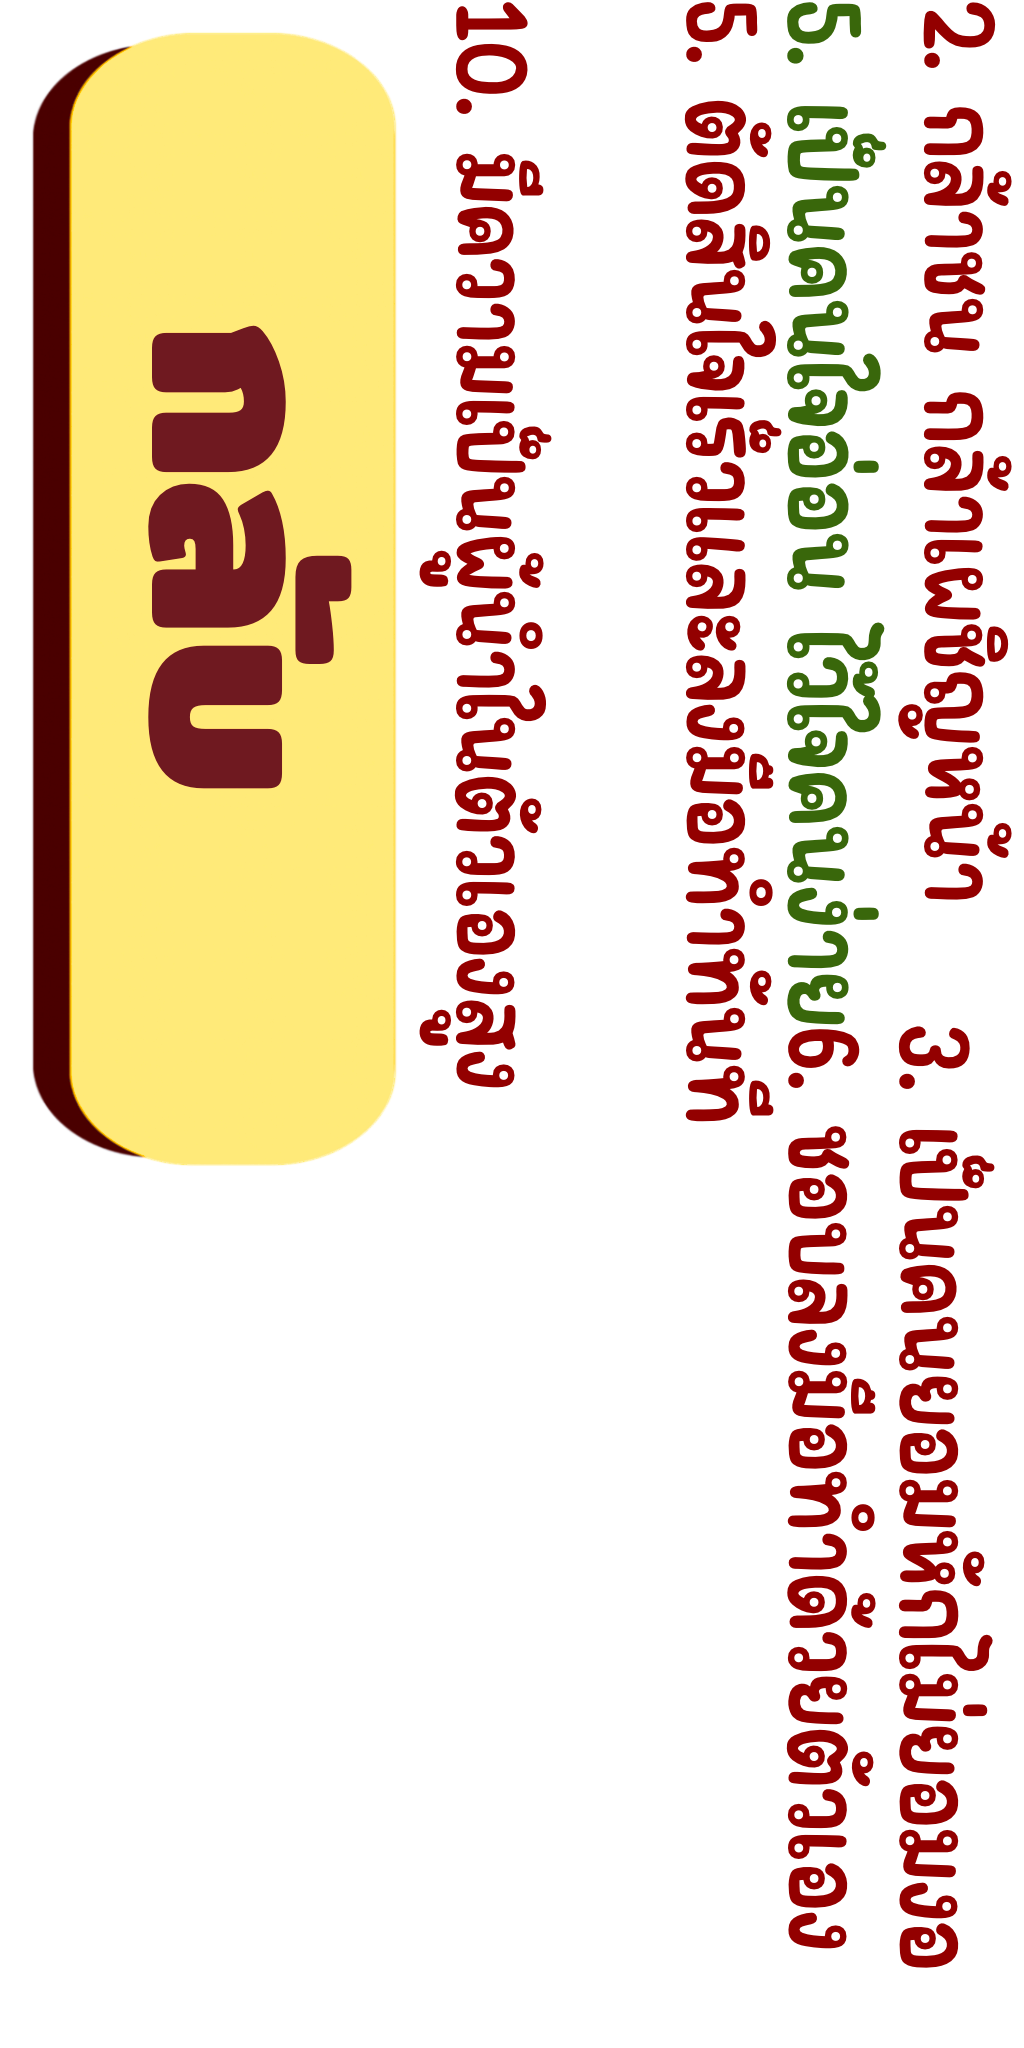 2. กล้าชน กล้าเผชิญหน้า
3. เป็นคนยอมหักไม่ยอมงอ
5. เป็นคนใจอ่อน ไว้ใจคนง่าย
6. ชอบลงมือทำด้วยตัวเอง
5. ตัดสินใจเร็วและลงมือทำทันที
10. มีความเป็นผู้นำในตัวเองสูง
กลับ